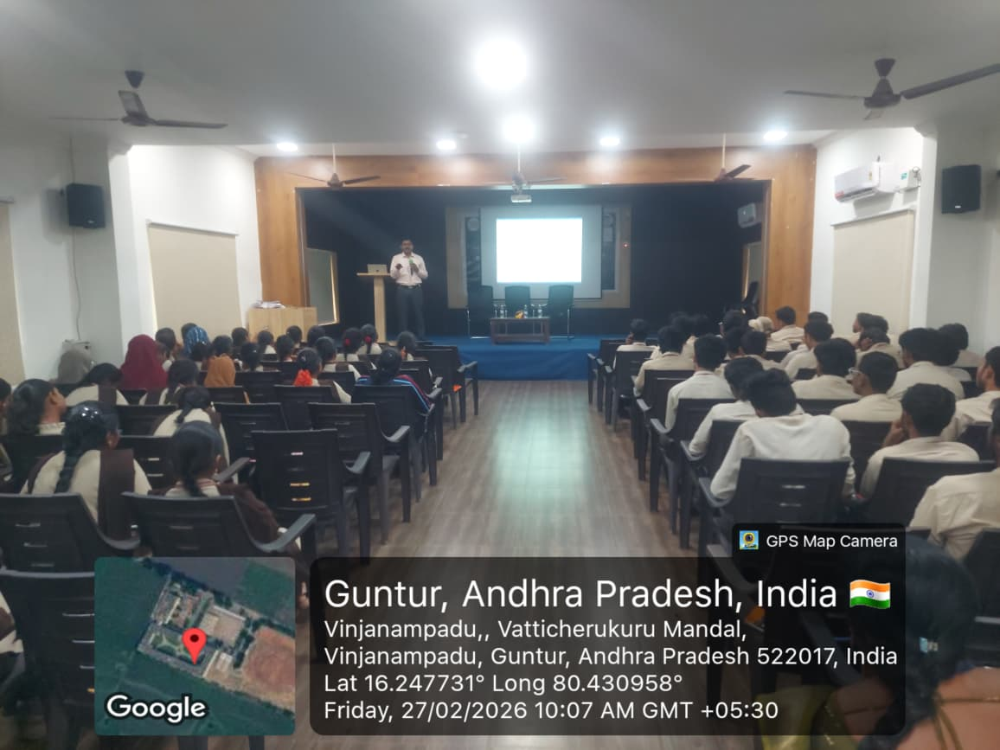 GPS Map Camera
Guntur, Andhra Pradesh, India 🇮🇳
Vinjanampadu,, Vatticherukuru Mandal,
Vinjanampadu, Guntur, Andhra Pradesh 522017, India
Lat 16.247731° Long 80.430958°
Friday, 27/02/2026 10:07 AM GMT +05:30
Google